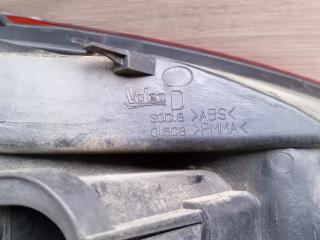 Valeo D
socle >ABS<
glace >PMMA<